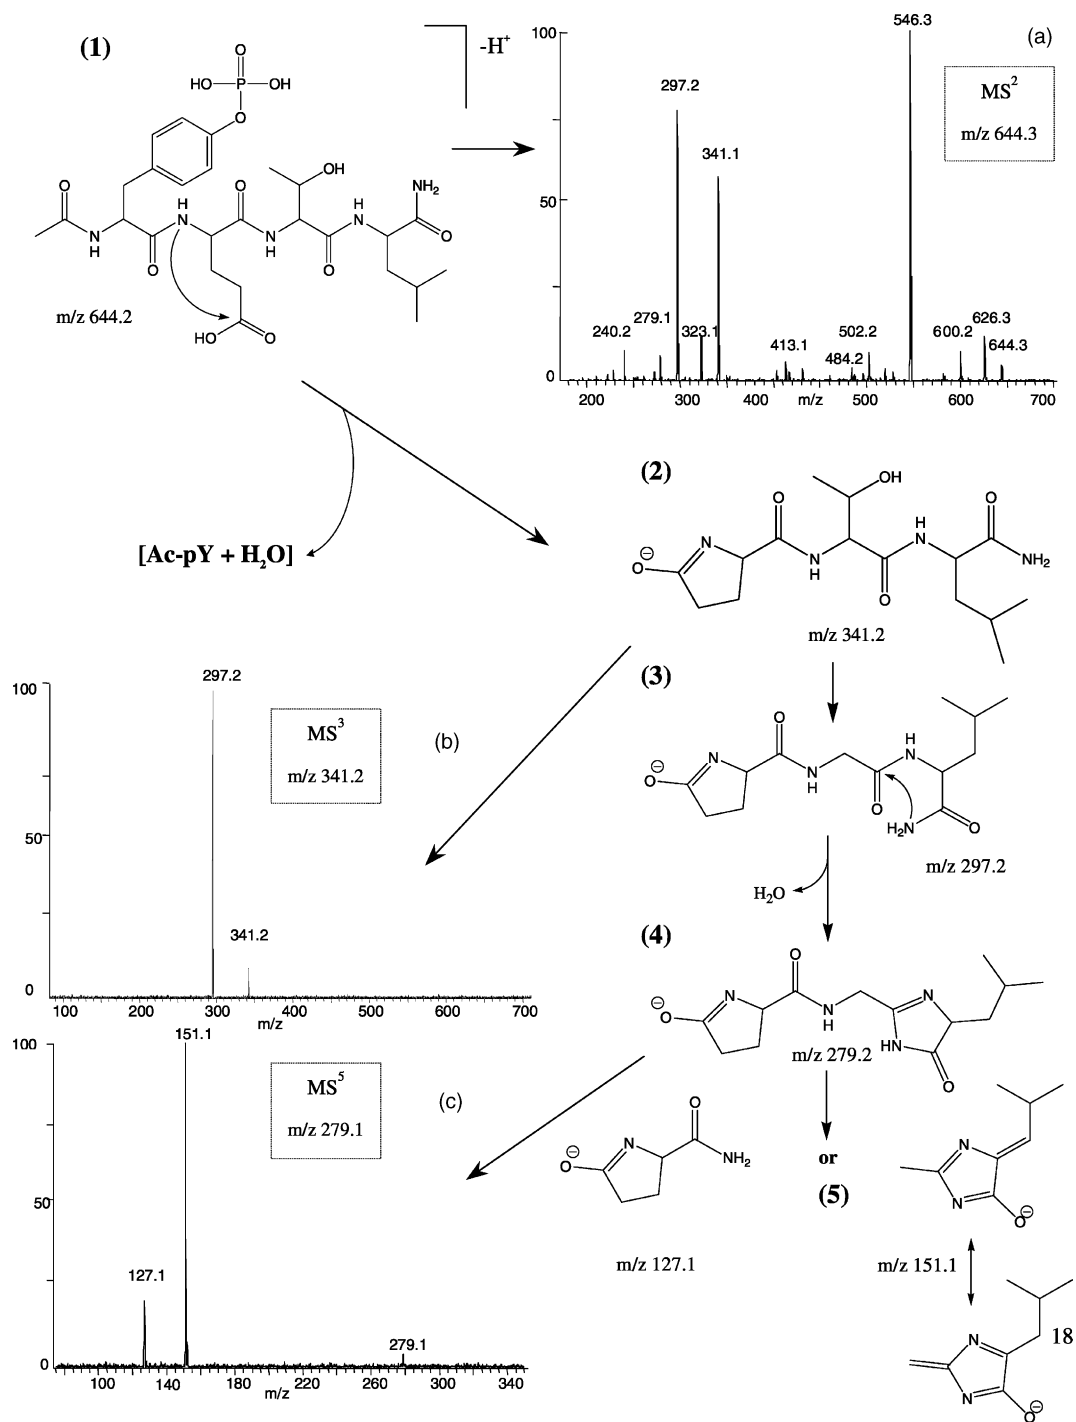 (1)
-H+
O
HO P OH
O
O
N
H
H
N
O
O
N
H
OH
O
H
N
NH2
O
HO O
m/z 644.2
(a)
MS2
m/z 644.3
100
50
0
240.2
279.1
297.2
323.1
341.1
413.1
484.2
502.2
546.3
600.2
626.3
644.3
200 300 400 m/z 500 600 700
[Ac-pY + H2O]
(2)
O⊖
N
O
N
H
OH
O
H
N
O
NH2
m/z 341.2
(3)
O⊖
N
O
N
H
O
H
N
H2N
O
m/z 297.2
H2O
(b)
MS3
m/z 341.2
100
50
0
297.2
341.2
100 200 300 400 500 600 700
m/z
(4)
O⊖
N
O
N
H
N
HN
O
m/z 279.2
(c)
MS5
m/z 279.1
100
50
0
151.1
127.1
279.1
100 140 180 220 260 300 340
m/z
O⊖
N
O
NH2
m/z 127.1
or
(5)
N
N
O⊖
m/z 151.1
N
N
O⊖
18